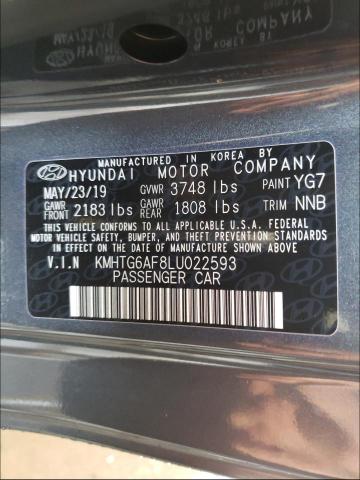 MANUFACTURED IN KOREA BY
HYUNDAI MOTOR COMPANY
MAY/23/19 GVWR 3748 lbs PAINT YG7
GAWR FRONT 2183 lbs GAWR REAR 1808 lbs TRIM NNB
THIS VEHICLE CONFORMS TO ALL APPLICABLE U.S.A. FEDERAL
MOTOR VEHICLE SAFETY, BUMPER, AND THEFT PREVENTION STANDARDS
IN EFFECT ON THE DATE OF MANUFACTURE SHOWN ABOVE.
V.I.N KMHTG6AF8LU022593
PASSENGER CAR